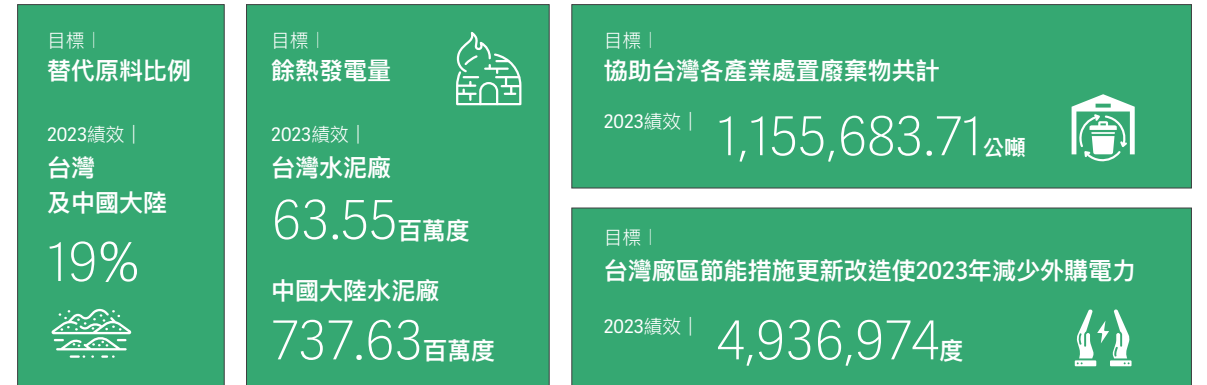 目標|
替代原料比例
2023績效|
台灣
及中國大陸
19%
目標|
餘熱發電量
2023績效|
台灣水泥廠
63.55百萬度
中國大陸水泥廠
737.63百萬度
目標|
協助台灣各產業處置廢棄物共計
2023績效| 1,155,683.71公噸
目標|
台灣廠區節能措施更新改造使2023年減少外購電力
2023績效| 4,936,974度